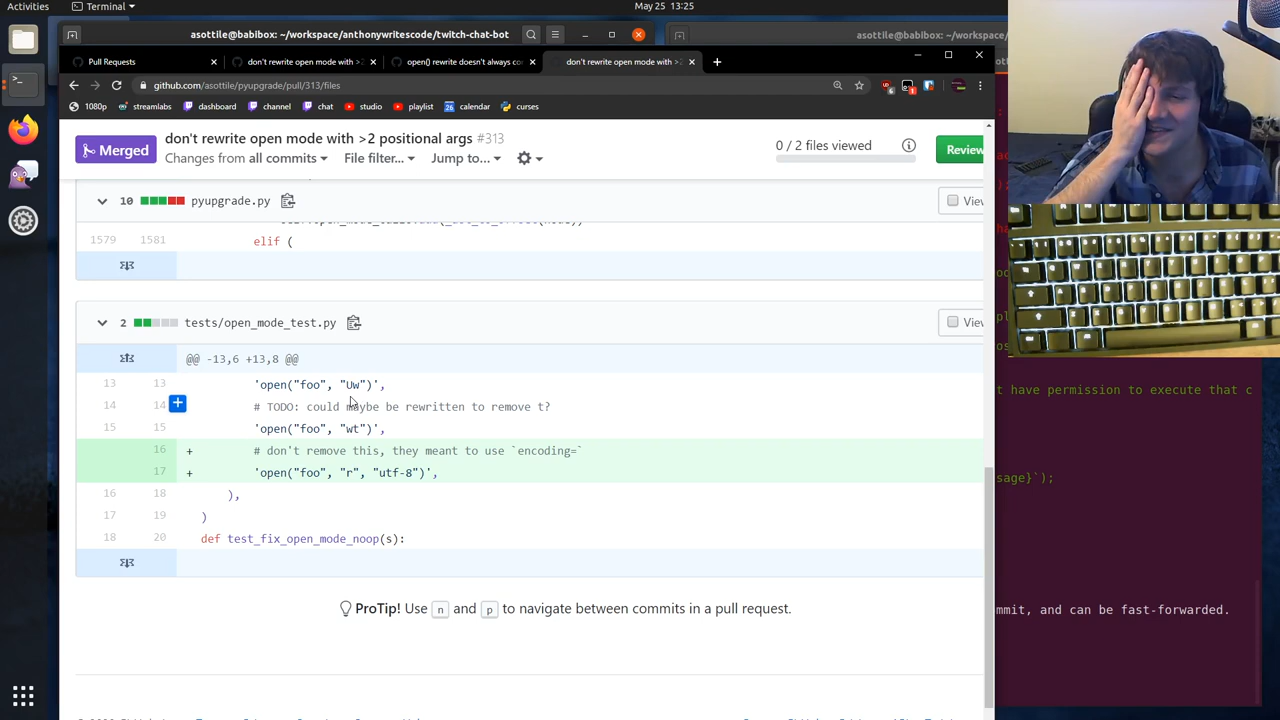 Activities
Terminal
May 25 13:25
asottile@babibox: ~/workspace/anthonywritescode/twitch-chat-bot
asottile@babibox: ~/workspace/
Pull Requests
don't rewrite open mode with >
open() rewrite doesn't always co
don't rewrite open mode with >2
github.com/asottile/pyupgrade/pull/313/files
1080p
streamlabs
dashboard
channel
chat
studio
playlist
calendar
curses
Merged
don't rewrite open mode with >2 positional args #313
Changes from all commits
File filter...
Jump to...
0 / 2 files viewed
Review
10 pyupgrade.py
View
1579 1581 elif (
2 tests/open_mode_test.py
View
@@ -13,6 +13,8 @@
13 13 'open("foo", "Uw")',
14 14 # TODO: could maybe be rewritten to remove t?
15 15 'open("foo", "wt")',
16 + # don't remove this, they meant to use `encoding=`
17 + 'open("foo", "r", "utf-8")',
16 18 ),
17 19 )
18 20 def test_fix_open_mode_noop(s):
ProTip! Use n and p to navigate between commits in a pull request.
t have permission to execute that c
sage}`);
mmit, and can be fast-forwarded.